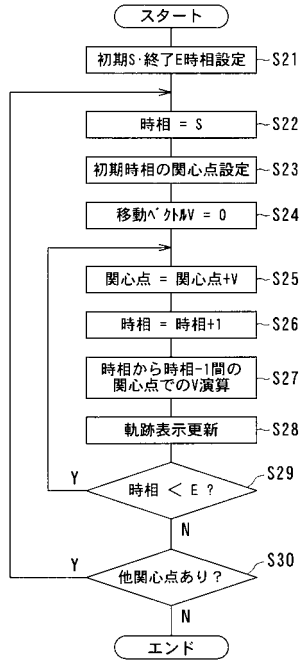 スタート
初期S・終了E時相設定
S21
時相 = S
S22
初期時相の関心点設定
S23
移動ベクトルV = 0
S24
関心点 = 関心点+V
S25
時相 = 時相+1
S26
時相から時相-1間の
関心点でのV演算
S27
軌跡表示更新
S28
時相 < E ?
S29
Y
N
他関心点あり?
S30
Y
N
エンド